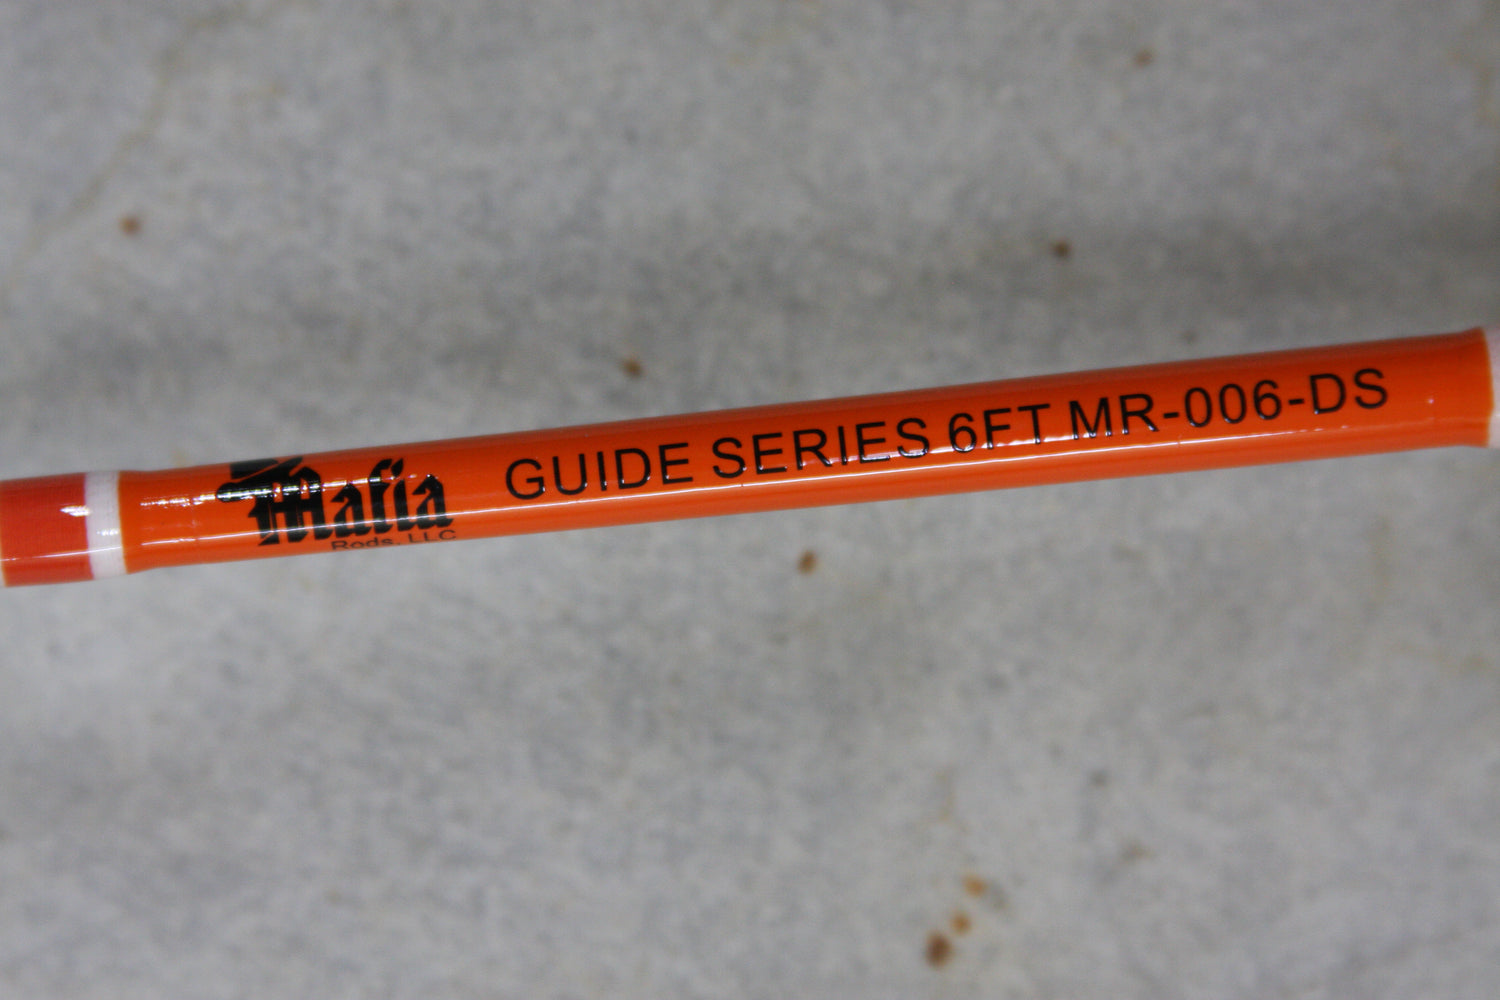 Mafia
Rods, LLC
GUIDE SERIES 6FT MR-006-DS